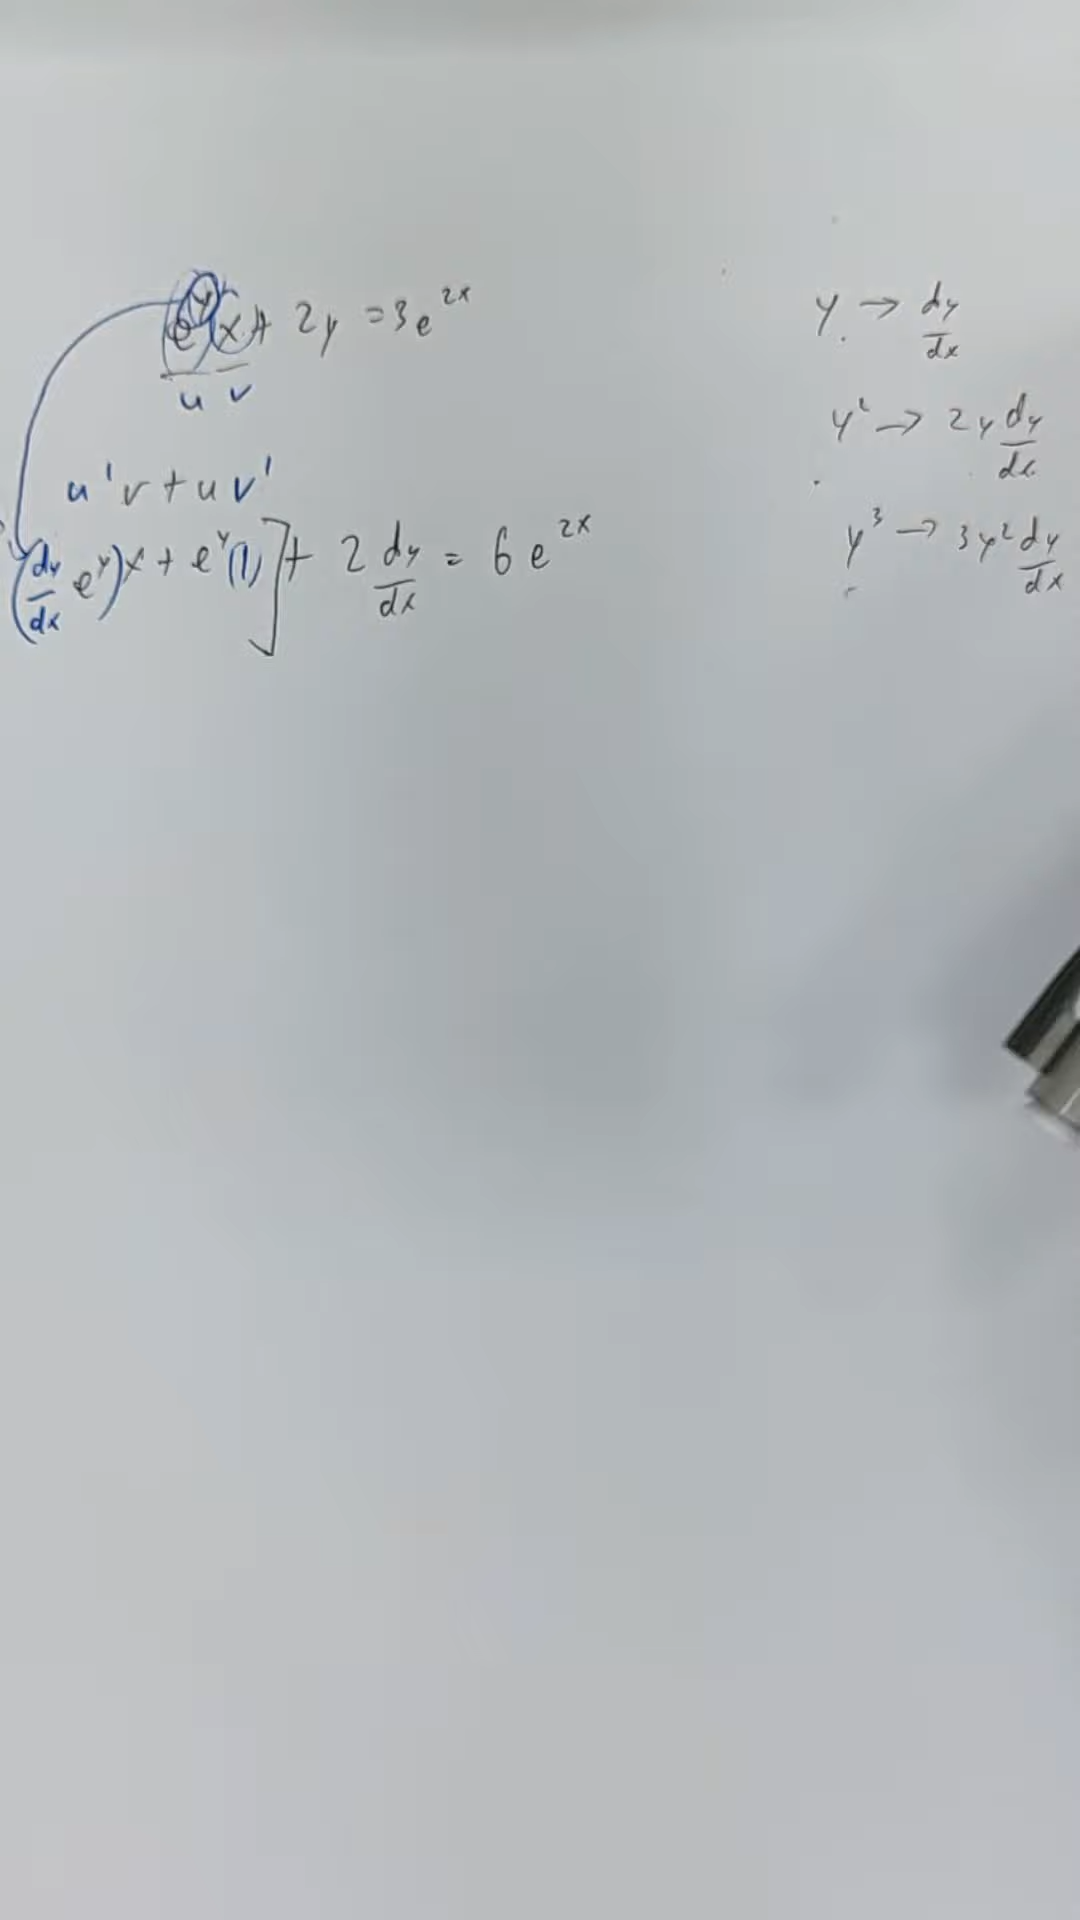 e^y x + 2y = 3e^{2x}
u v
u'v + uv'
(dy/dx e^y)x + e^y(1)] + 2 dy/dx = 6e^{2x}
y → dy/dx
y² → 2y dy/dx
y³ → 3y² dy/dx